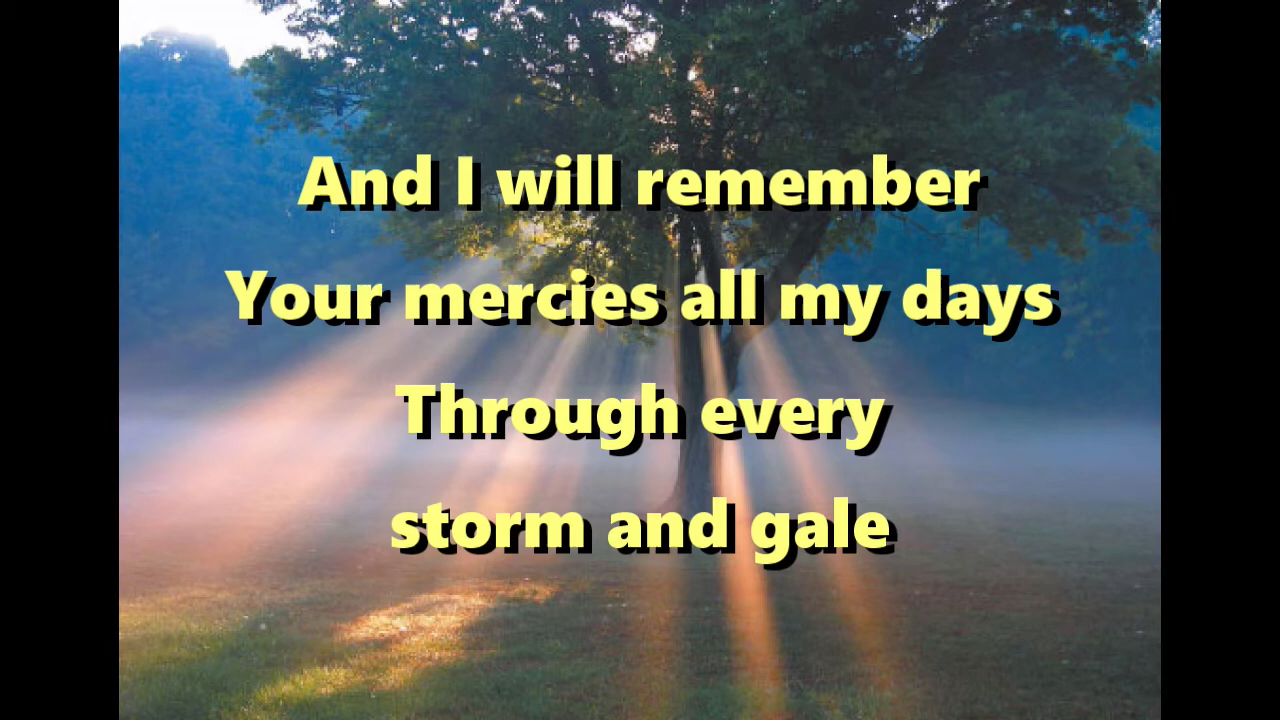 And I will remember
Your mercies all my days
Through every
storm and gale